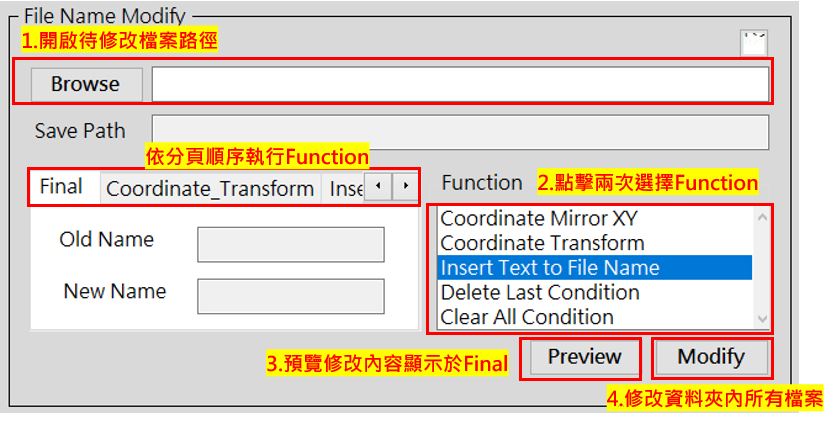 File Name Modify
1.開啟待修改檔案路徑
Browse
Save Path
依分頁順序執行Function
Final Coordinate_Transform Inse
Function 2.點擊兩次選擇Function
Old Name
New Name
Coordinate Mirror XY
Coordinate Transform
Insert Text to File Name
Delete Last Condition
Clear All Condition
3.預覽修改內容顯示於Final
Preview
Modify
4.修改資料夾內所有檔案